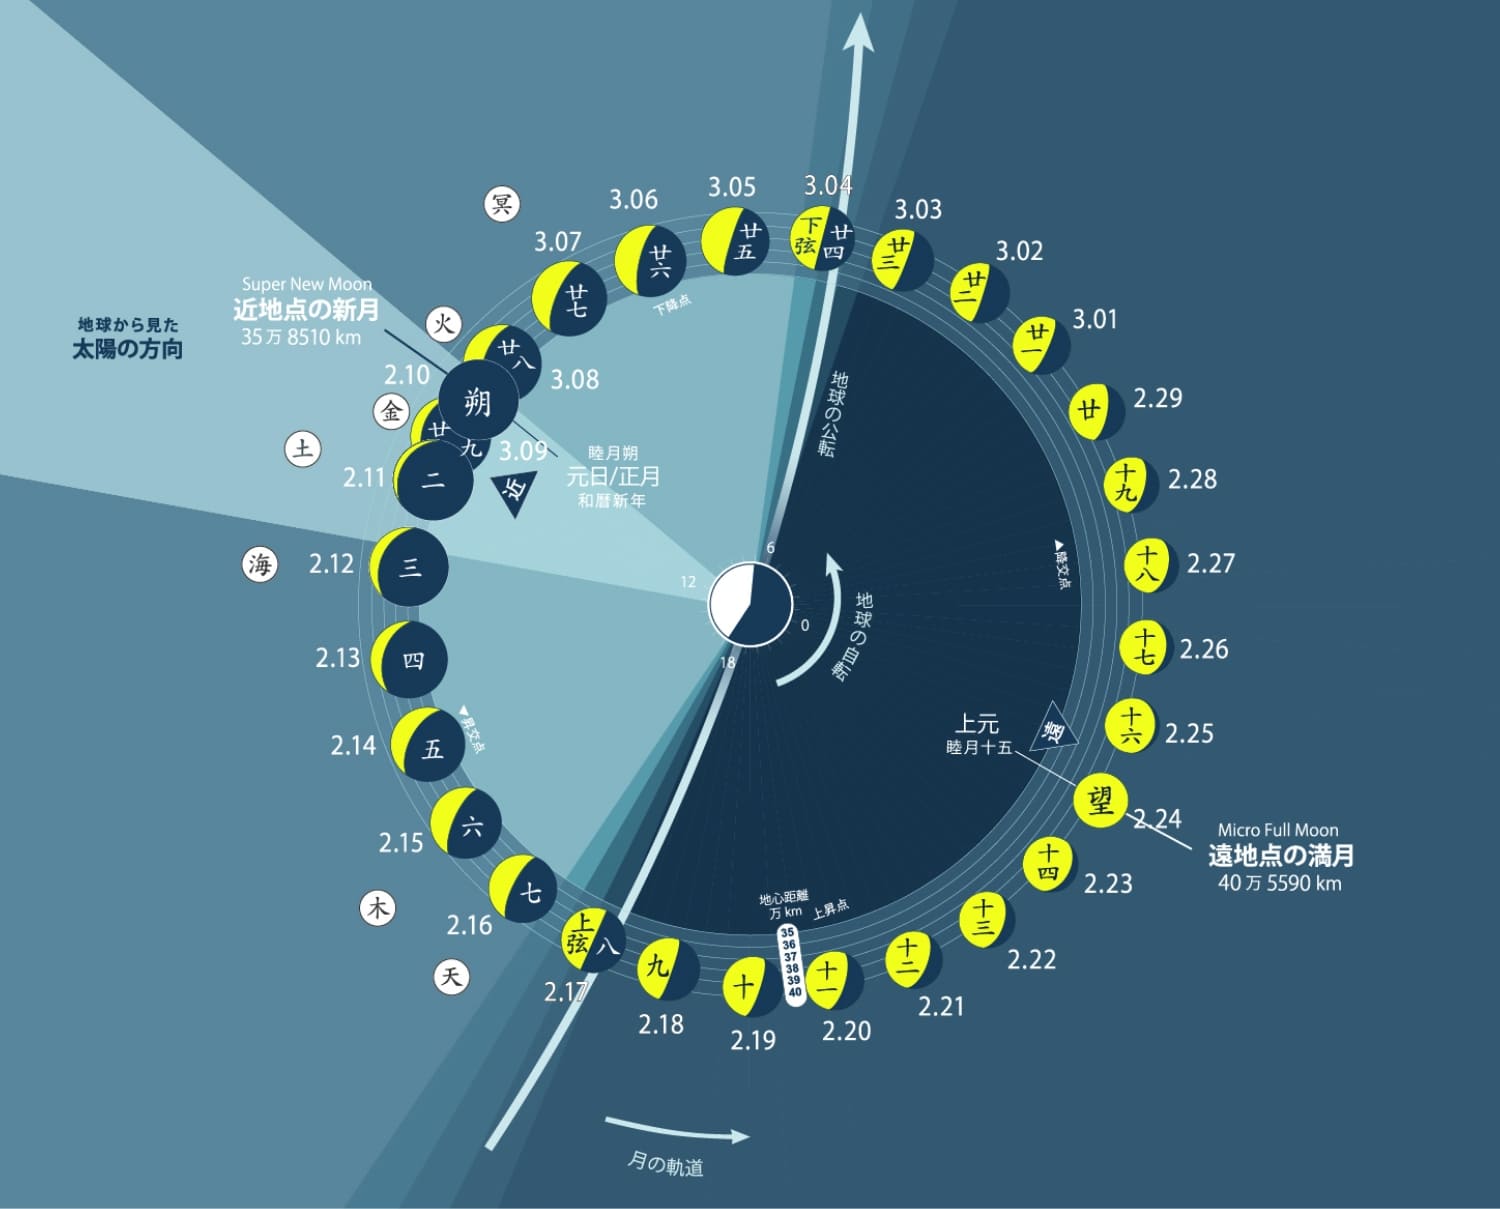 3.04
3.05
3.03
3.06
冥
下弦
廿四
廿五
3.07
廿三
3.02
廿六
Super New Moon
近地点の新月
35万 8510 km
廿七
下降点
廿二
火
3.01
地球から見た
太陽の方向
廿八
廿一
2.10
3.08
地球の公転
朔
2.29
金
廿
廿
九
3.09
土
睦月朔
元日/正月
和暦新年
2.11
二
近
十九
2.28
6
▲降交点
海
2.12
三
12
十八
2.27
0
地球の自転
2.13
四
18
十七
2.26
上元
睦月十五
遠
十六
2.25
2.14
五
▼昇交点
望
2.24
Micro Full Moon
遠地点の満月
40万 5590 km
2.15
六
十四
2.23
七
木
2.16
地心距離
万 km
上昇点
35
36
37
38
39
40
十三
2.22
上弦
八
九
天
2.17
十
十一
十二
2.21
2.18
2.19
2.20
月の軌道